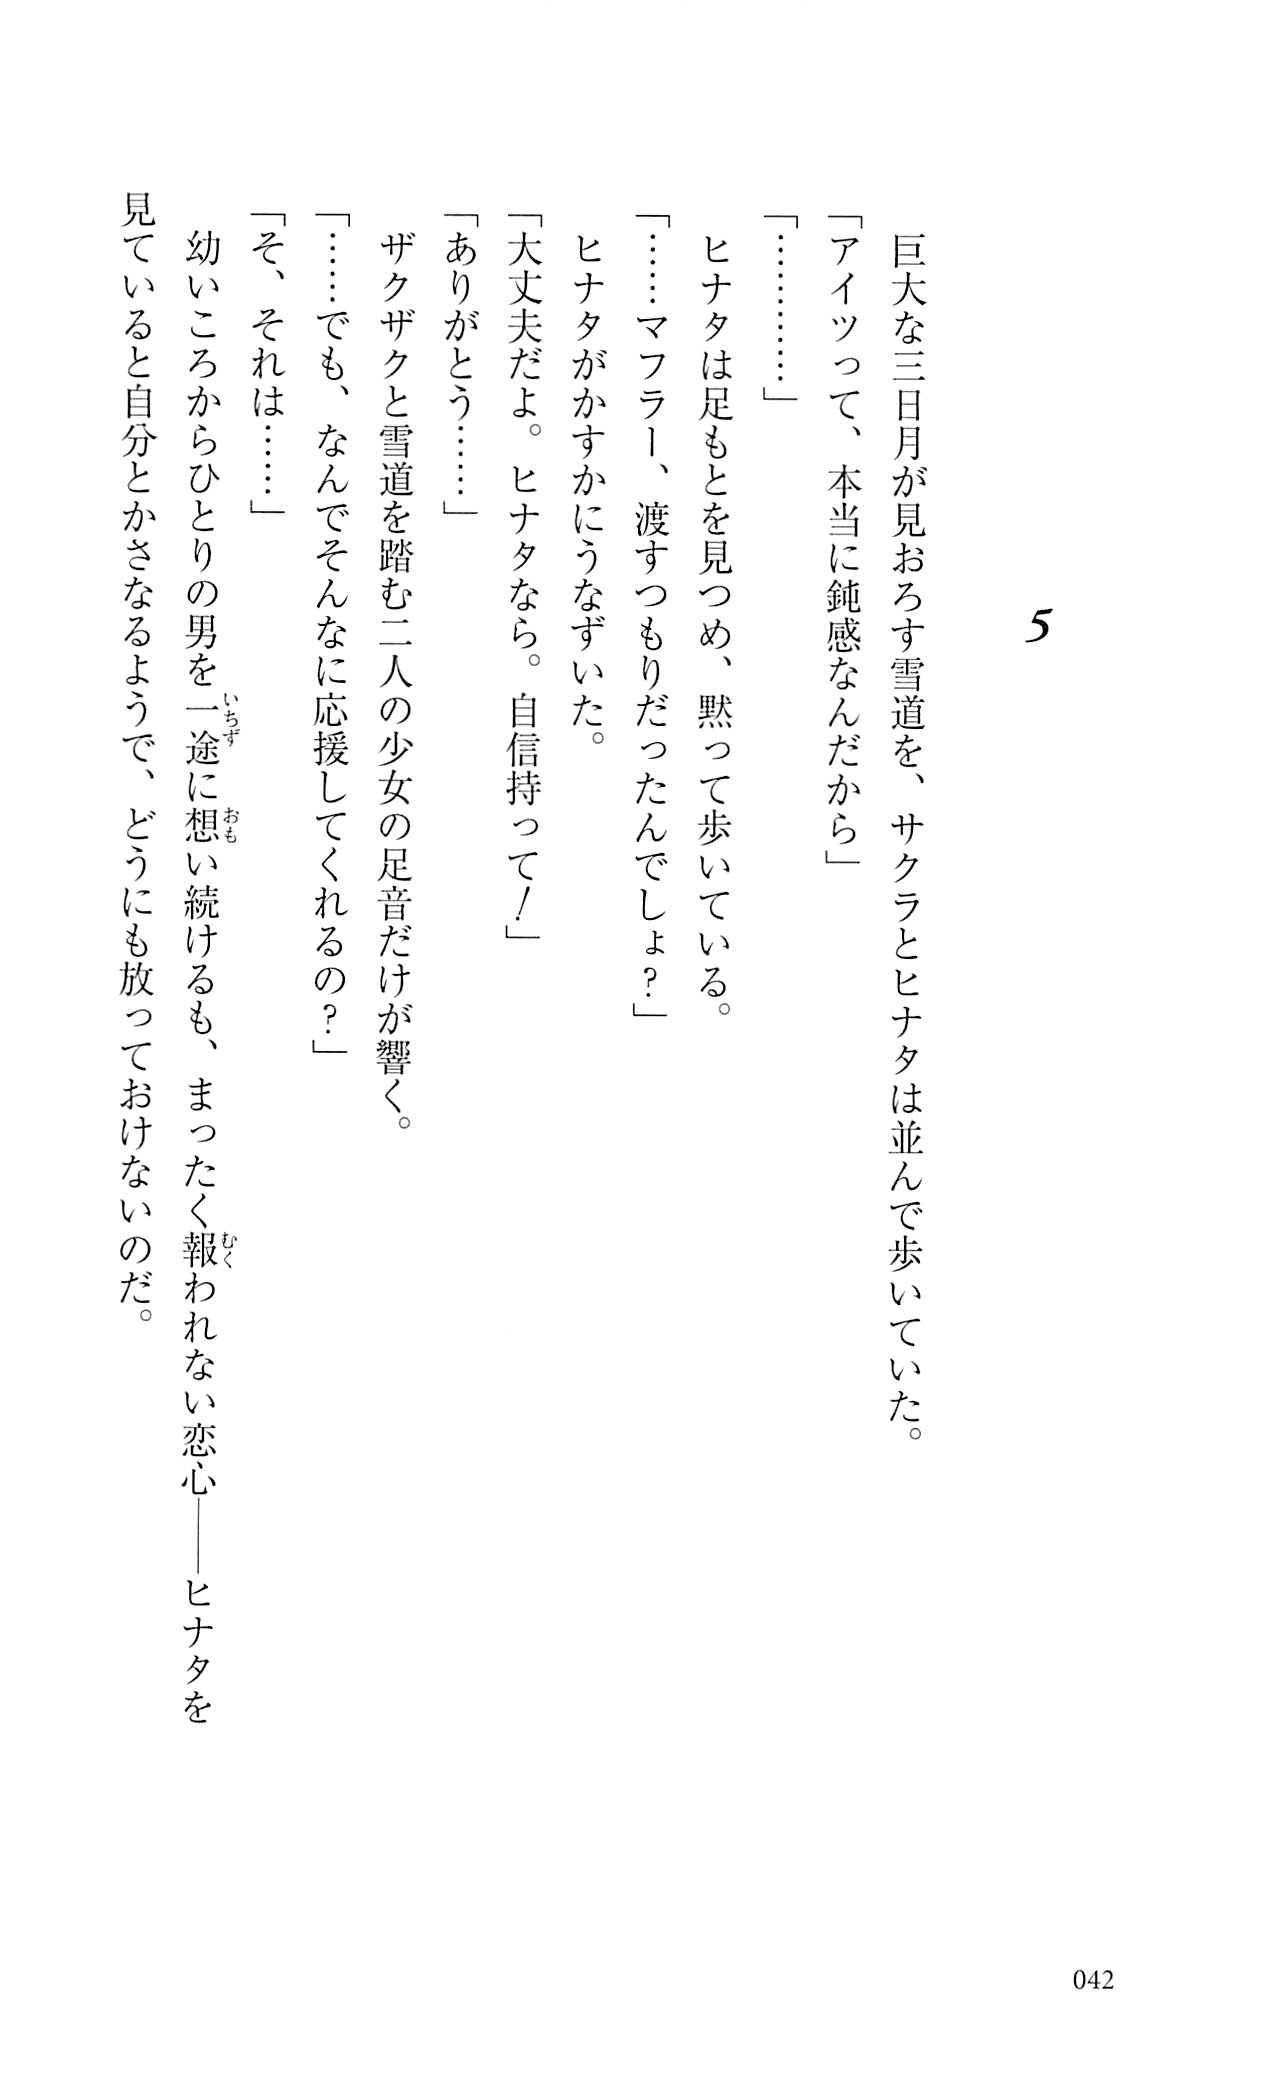 5
巨大な三日月が見おろす雪道を、サクラとヒナタは並んで歩いていた。
「アイツって、本当に鈍感なんだから」
「…………」
ヒナタは足もとを見つめ、黙って歩いている。
「……マフラー、渡すつもりだったんでしょ？」
ヒナタがかすかにうなずいた。
「大丈夫だよ。ヒナタなら。自信持って！」
「ありがとう……」
ザクザクと雪道を踏む二人の少女の足音だけが響く。
「……でも、なんでそんなに応援してくれるの？」
「そ、それは……」
幼いころからひとりの男を一途に想い続けるも、まったく報われない恋心――ヒナタを
いちず
おも
むく
見ていると自分とかさなるようで、どうにも放っておけないのだ。
042